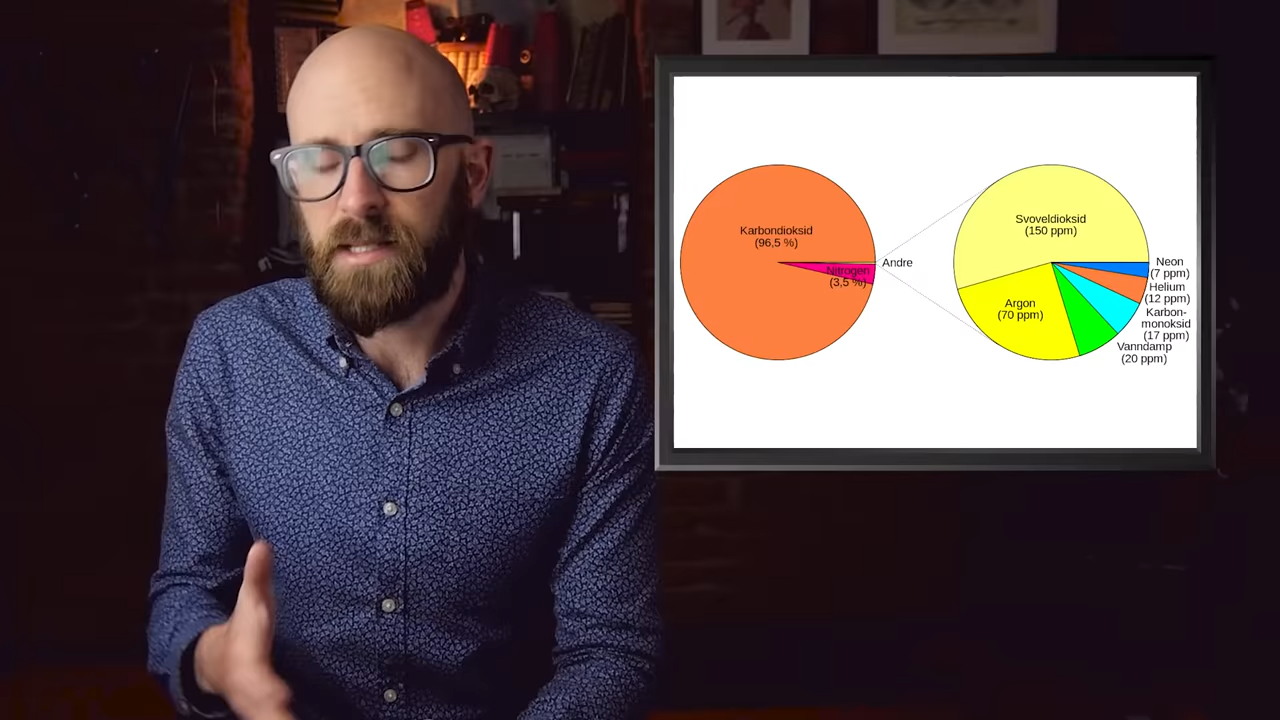 Karbondioksid
(96,5 %)
Nitrogen
(3,5 %)
Andre
Svoveldioksid
(150 ppm)
Argon
(70 ppm)
Neon
(7 ppm)
Helium
(12 ppm)
Karbon-
monoksid
(17 ppm)
Vanndamp
(20 ppm)